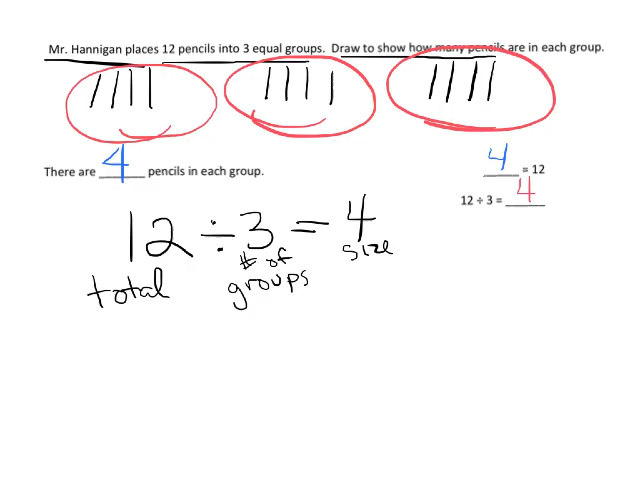 Mr. Hannigan places 12 pencils into 3 equal groups. Draw to show how many pencils are in each group.
There are 4 pencils in each group.
4 = 12
12 ÷ 3 = 4
12 ÷ 3 = 4
total # of groups size